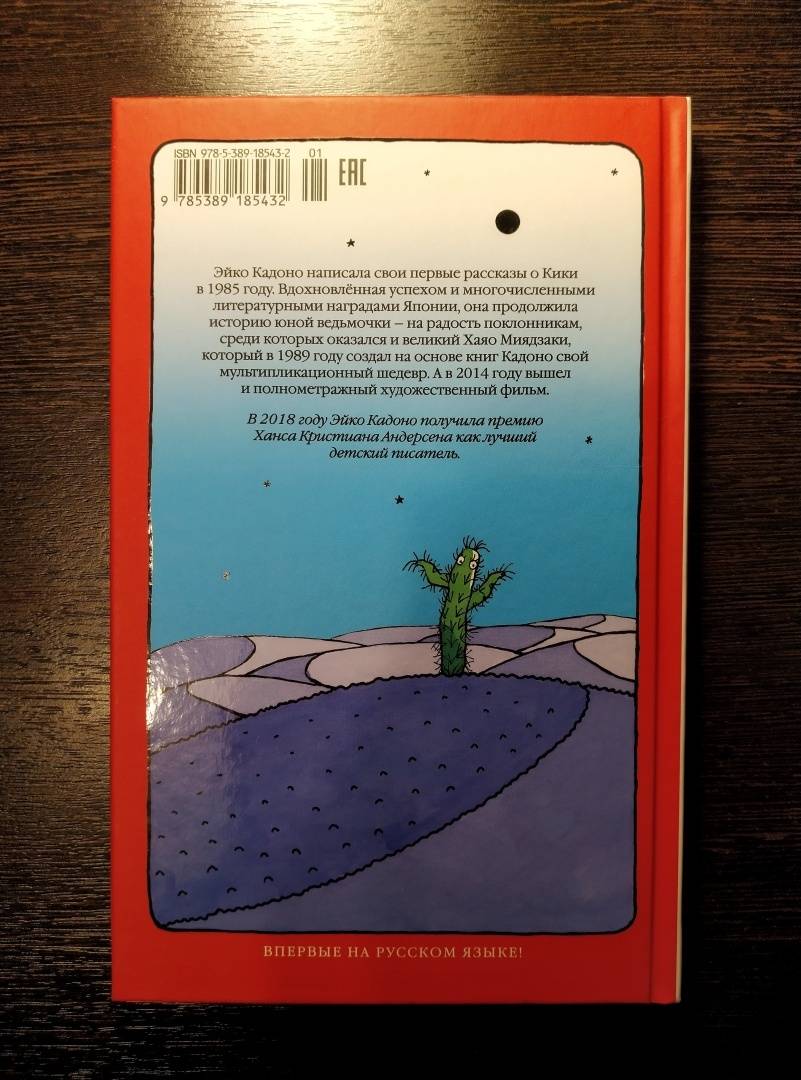 ISBN 978-5-389-18543-2 01
EAC
9 785389 185432
Эйко Кадоно написала свои первые рассказы о Кики
в 1985 году. Вдохновлённая успехом и многочисленными
литературными наградами Японии, она продолжила
историю юной ведьмочки – на радость поклонникам,
среди которых оказался и великий Хаяо Миядзаки,
который в 1989 году создал на основе книг Кадоно свой
мультипликационный шедевр. А в 2014 году вышел
и полнометражный художественный фильм.
В 2018 году Эйко Кадоно получила премию
Ханса Кристиана Андерсена как лучший
детский писатель.
ВПЕРВЫЕ НА РУССКОМ ЯЗЫКЕ!